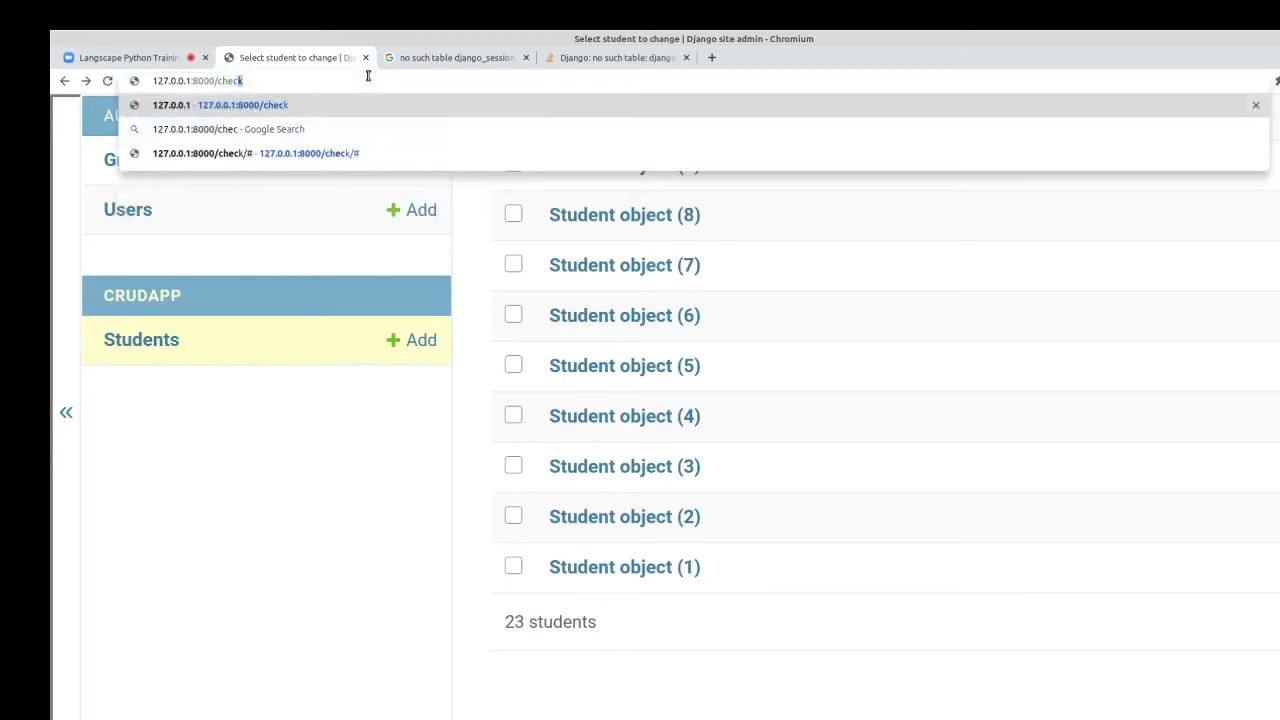 Select student to change | Django site admin - Chromium
Langscape Python Trainin
Select student to change | Dj
no such table django_session
Django: no such table: django
127.0.0.1:8000/check
127.0.0.1 - 127.0.0.1:8000/check
127.0.0.1:8000/chec - Google Search
127.0.0.1:8000/check/# - 127.0.0.1:8000/check/#
Users
Add
Student object (8)
Student object (7)
CRUDAPP
Student object (6)
Students
Add
Student object (5)
«
Student object (4)
Student object (3)
Student object (2)
Student object (1)
23 students